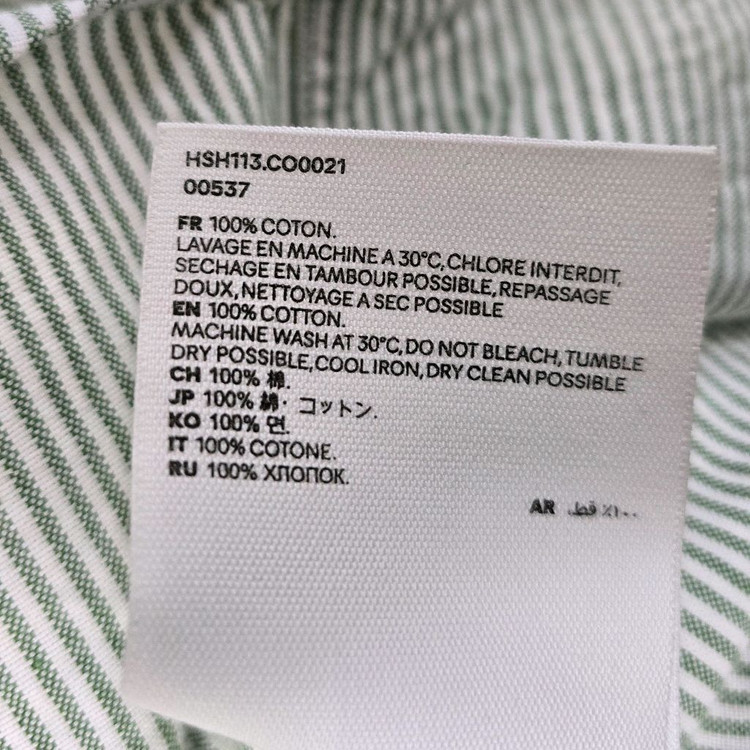 HSH113.CO0021
00537
FR 100% COTON.
LAVAGE EN MACHINE A 30°C,CHLORE INTERDIT,
SECHAGE EN TAMBOUR POSSIBLE,REPASSAGE
DOUX,NETTOYAGE A SEC POSSIBLE
EN 100% COTTON.
MACHINE WASH AT 30°C,DO NOT BLEACH,TUMBLE
DRY POSSIBLE,COOL IRON,DRY CLEAN POSSIBLE
CH 100% 棉.
JP 100% 綿· コットン.
KO 100% 면.
IT 100% COTONE.
RU 100% ХЛОПОК.
AR ١٠٠٪ قطن